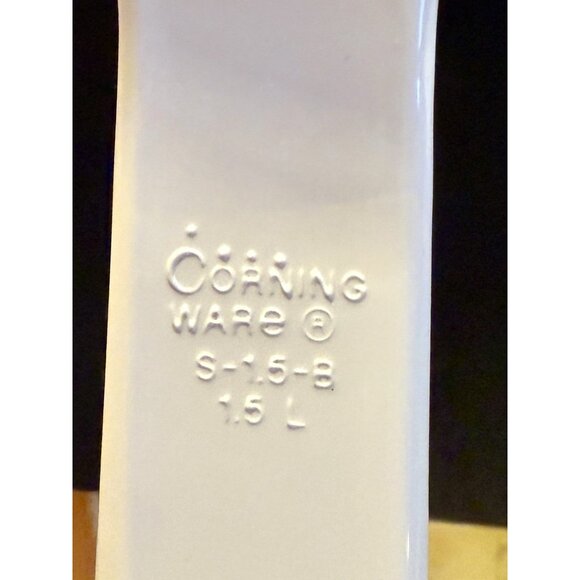 CORNING
WARe ®
S-1.5-B
1.5 L